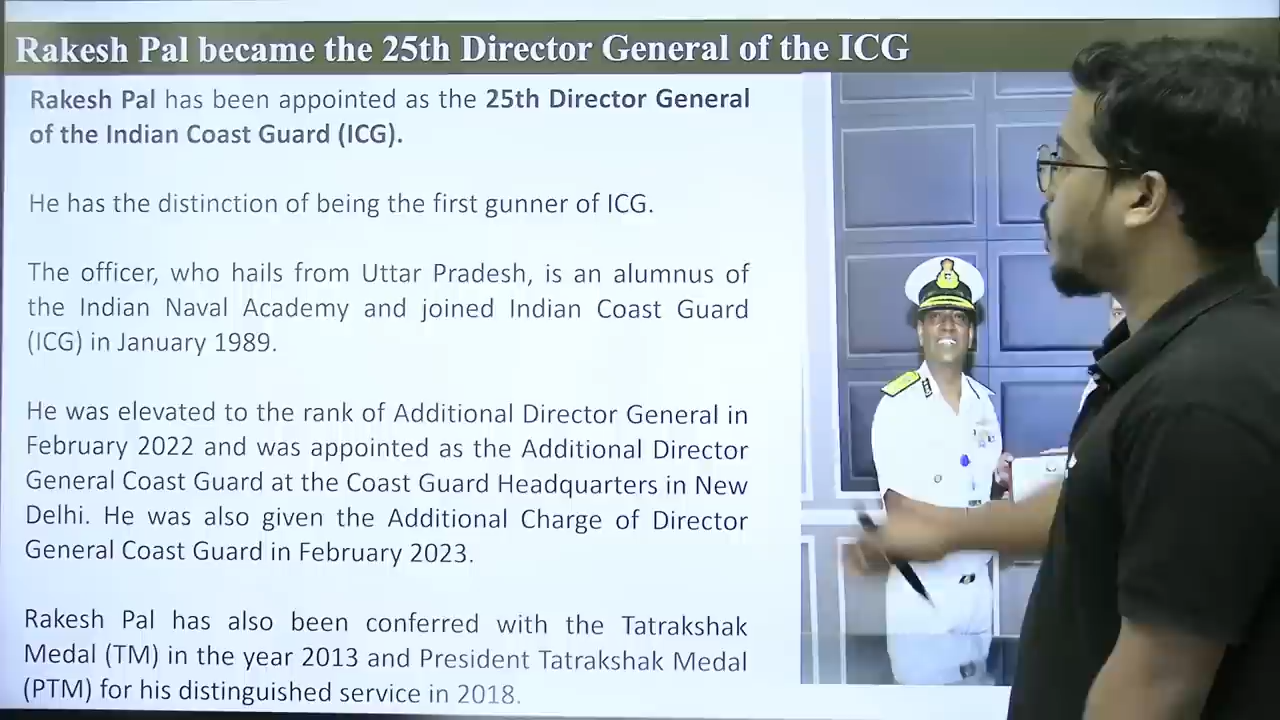 Rakesh Pal became the 25th Director General of the ICG
Rakesh Pal has been appointed as the 25th Director General
of the Indian Coast Guard (ICG).
He has the distinction of being the first gunner of ICG.
The officer, who hails from Uttar Pradesh, is an alumnus of
the Indian Naval Academy and joined Indian Coast Guard
(ICG) in January 1989.
He was elevated to the rank of Additional Director General in
February 2022 and was appointed as the Additional Director
General Coast Guard at the Coast Guard Headquarters in New
Delhi. He was also given the Additional Charge of Director
General Coast Guard in February 2023.
Rakesh Pal has also been conferred with the Tatrakshak
Medal (TM) in the year 2013 and President Tatrakshak Medal
(PTM) for his distinguished service in 2018.